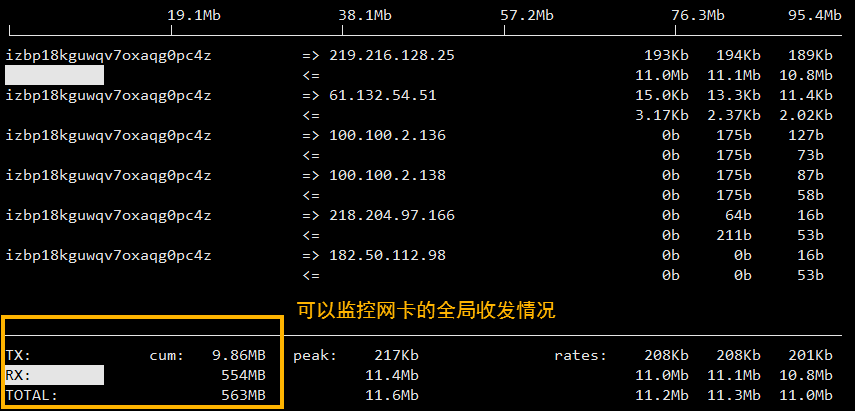 19.1Mb 38.1Mb 57.2Mb 76.3Mb 95.4Mb
izbp18kguwqv7oxaqg0pc4z => 219.216.128.25 193Kb 194Kb 189Kb
<= 11.0Mb 11.1Mb 10.8Mb
izbp18kguwqv7oxaqg0pc4z => 61.132.54.51 15.0Kb 13.3Kb 11.4Kb
<= 3.17Kb 2.37Kb 2.02Kb
izbp18kguwqv7oxaqg0pc4z => 100.100.2.136 0b 175b 127b
<= 0b 175b 73b
izbp18kguwqv7oxaqg0pc4z => 100.100.2.138 0b 175b 87b
<= 0b 175b 58b
izbp18kguwqv7oxaqg0pc4z => 218.204.97.166 0b 64b 16b
<= 0b 211b 53b
izbp18kguwqv7oxaqg0pc4z => 182.50.112.98 0b 0b 16b
<= 0b 0b 53b
可以监控网卡的全局收发情况
TX: cum: 9.86MB peak: 217Kb rates: 208Kb 208Kb 201Kb
RX: 554MB 11.4Mb 11.0Mb 11.1Mb 10.8Mb
TOTAL: 563MB 11.6Mb 11.2Mb 11.3Mb 11.0Mb